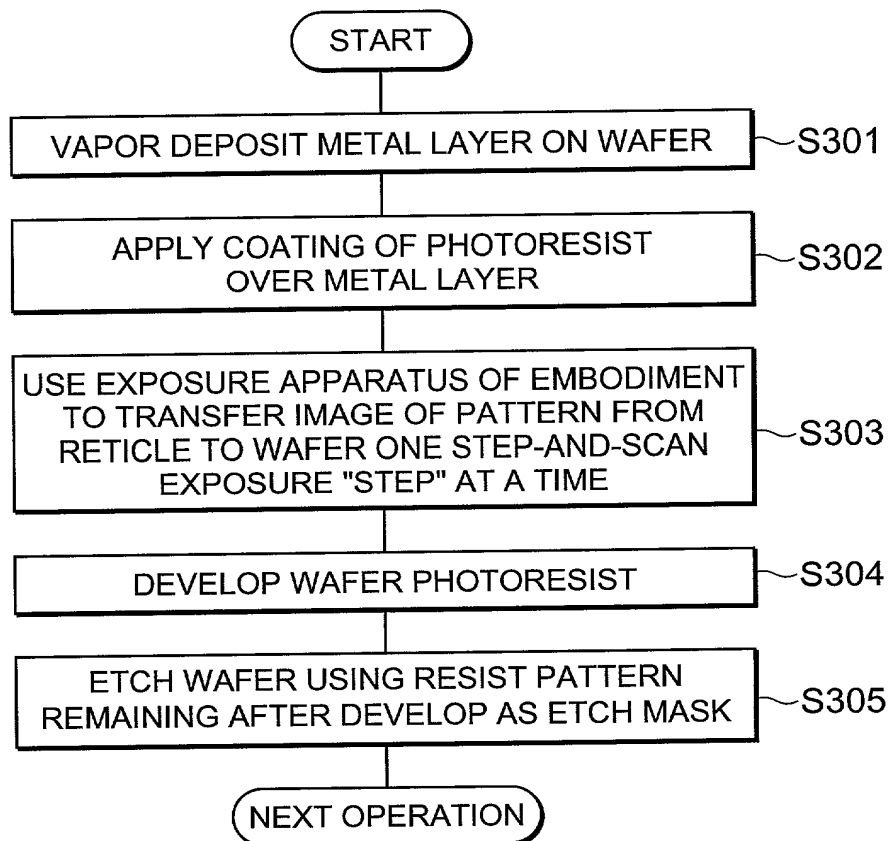 START
VAPOR DEPOSIT METAL LAYER ON WAFER
S301
APPLY COATING OF PHOTORESIST
OVER METAL LAYER
S302
USE EXPOSURE APPARATUS OF EMBODIMENT
TO TRANSFER IMAGE OF PATTERN FROM
RETICLE TO WAFER ONE STEP-AND-SCAN
EXPOSURE "STEP" AT A TIME
S303
DEVELOP WAFER PHOTORESIST
S304
ETCH WAFER USING RESIST PATTERN
REMAINING AFTER DEVELOP AS ETCH MASK
S305
NEXT OPERATION